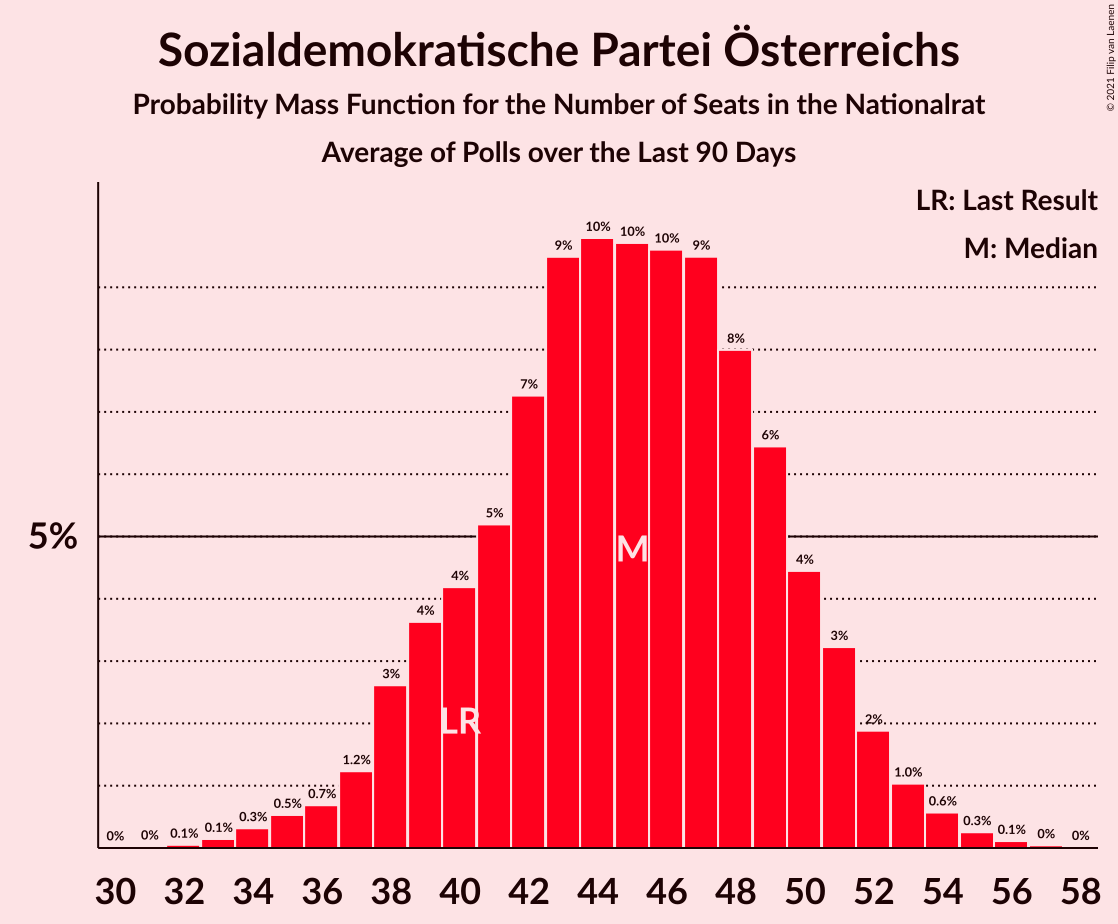 Sozialdemokratische Partei Österreichs
Probability Mass Function for the Number of Seats in the Nationalrat
Average of Polls over the Last 90 Days
© 2021 Filip van Laenen
LR: Last Result
M: Median
5%
0% 0% 0.1% 0.1% 0.3% 0.5% 0.7% 1.2% 3% 4% 4% 5% 7% 9% 10% 10% 10% 9% 8% 6% 4% 3% 2% 1.0% 0.6% 0.3% 0.1% 0% 0%
M
LR
30 32 34 36 38 40 42 44 46 48 50 52 54 56 58